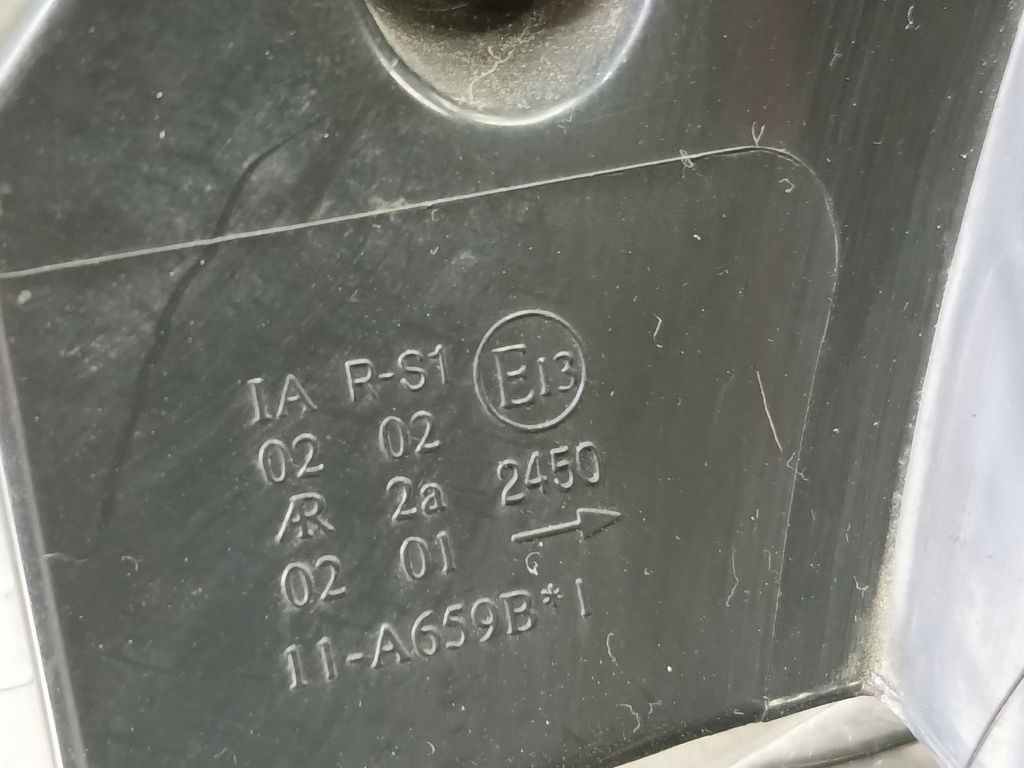 IA R-S1 E13
02 02
AR 2a 2450
02 01
11-A659B*I